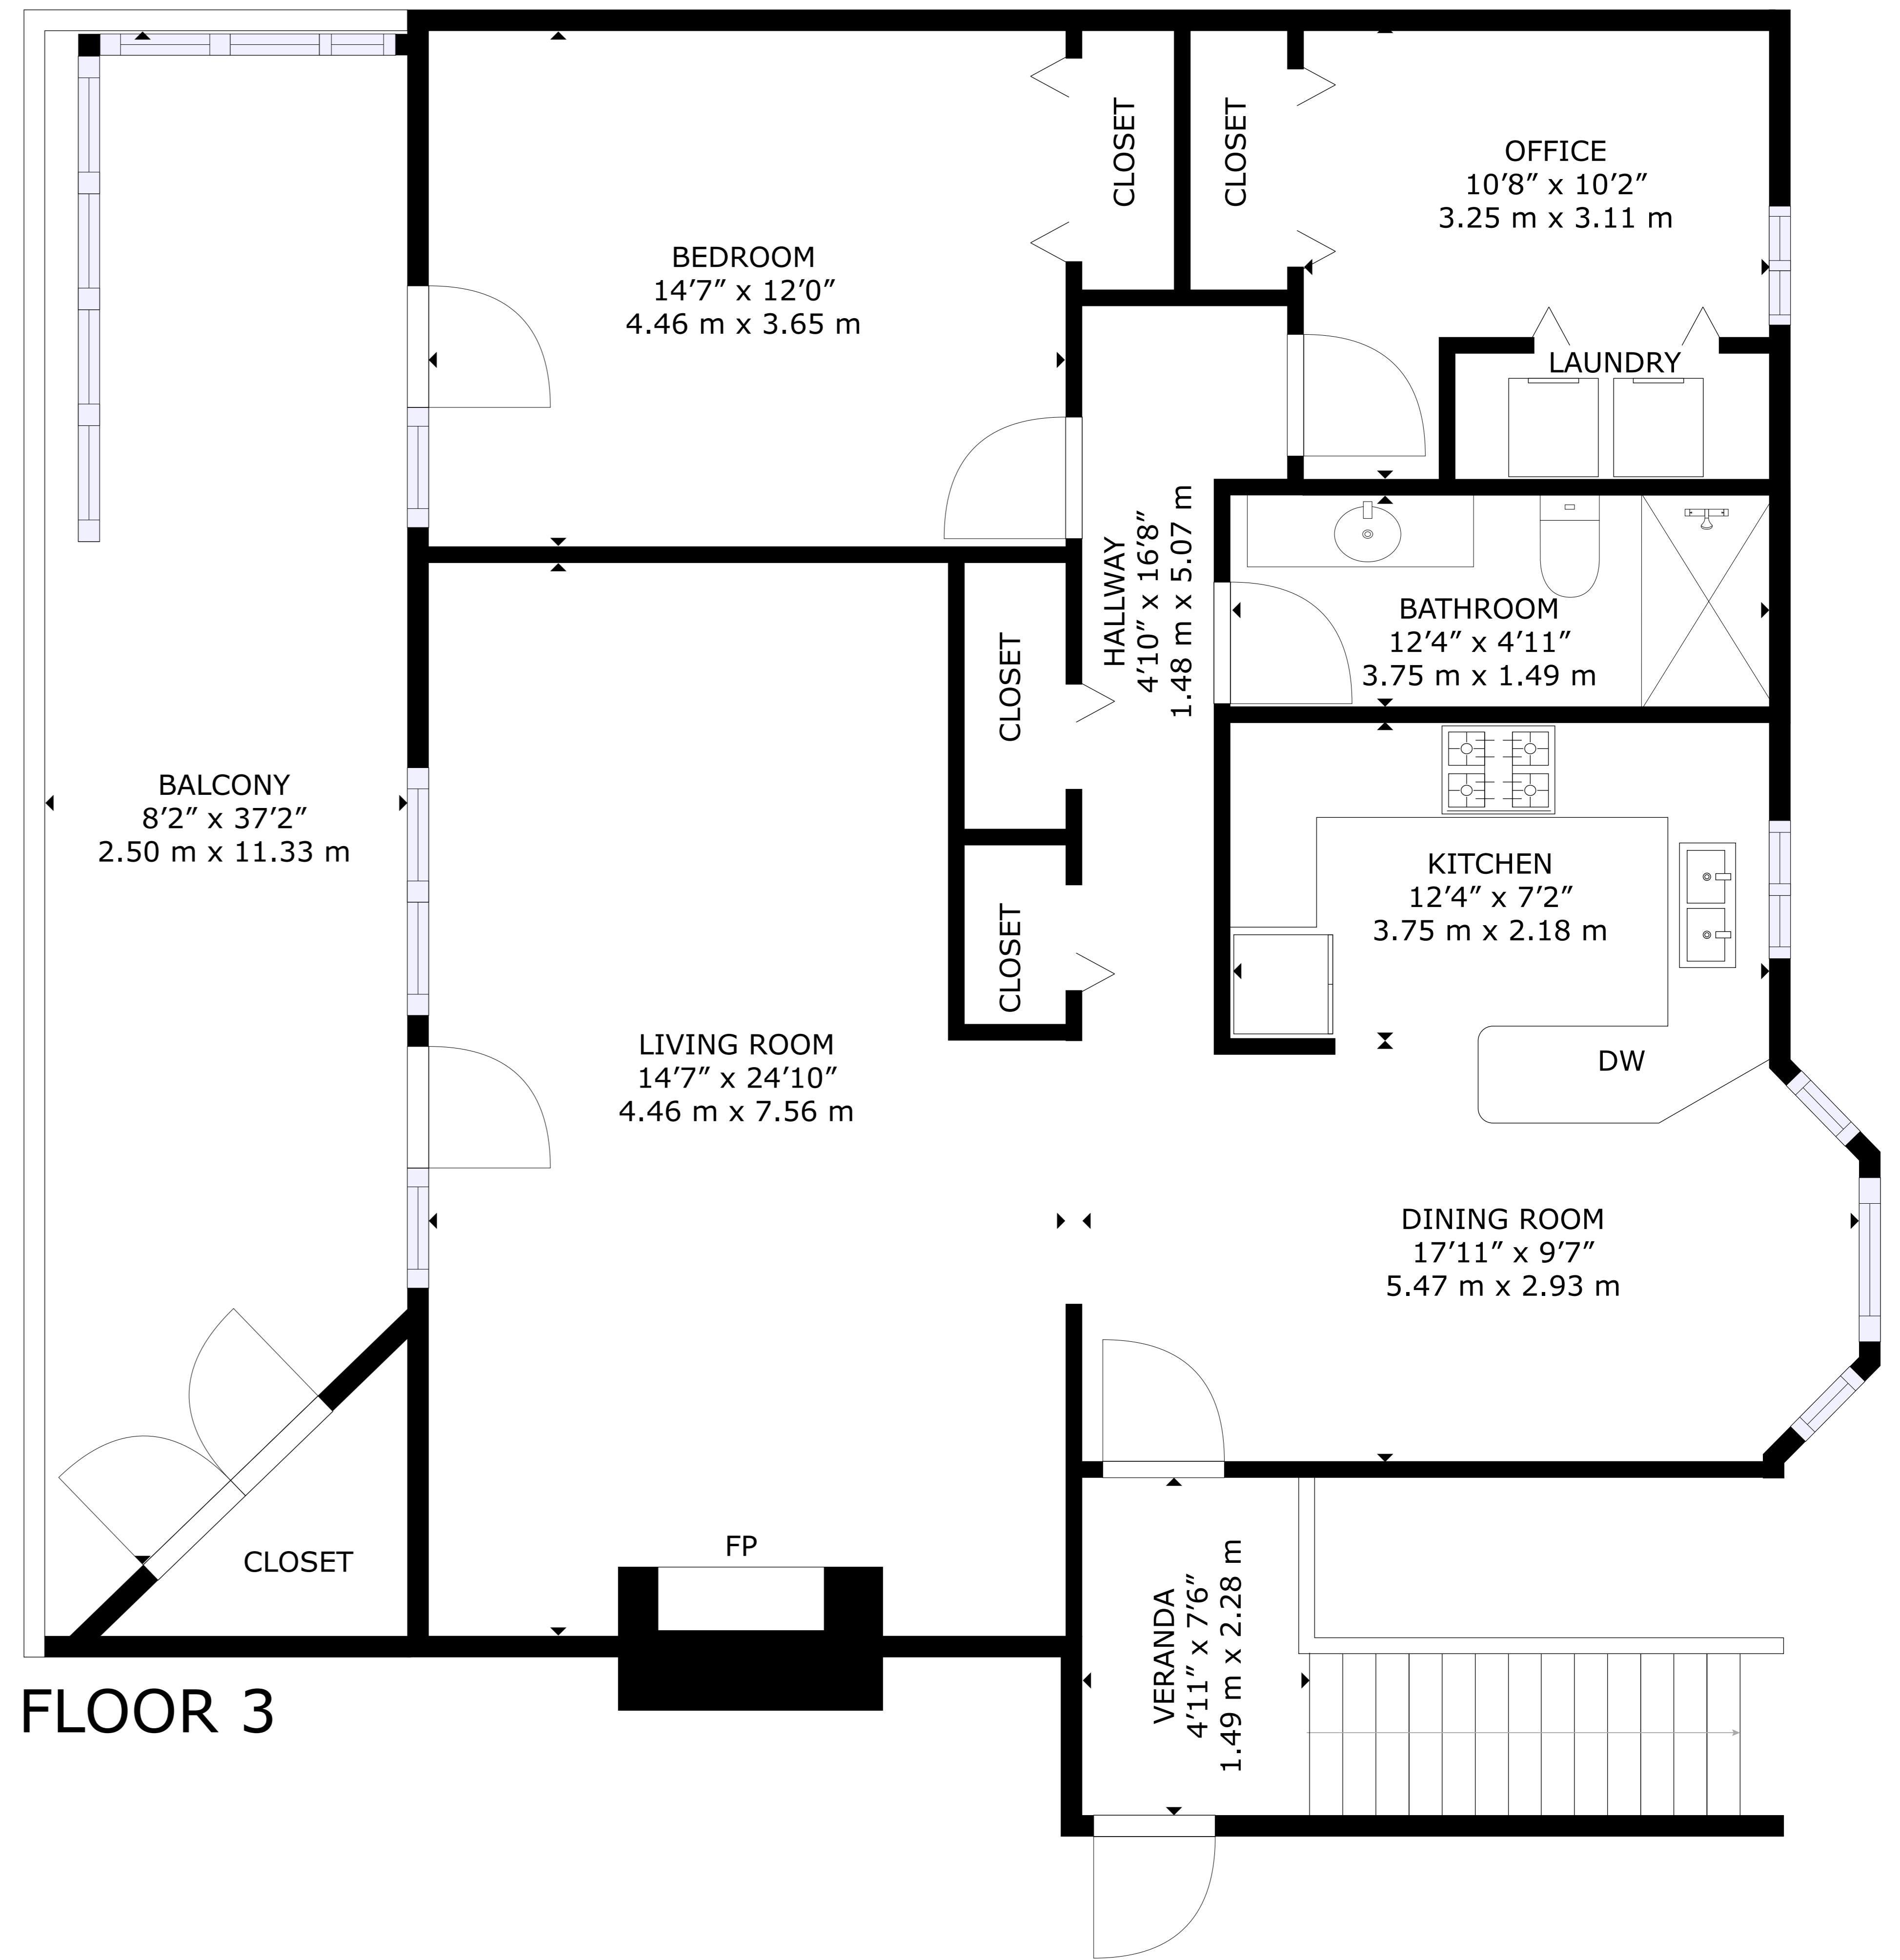 CLOSET
CLOSET
OFFICE
10’8” x 10’2”
3.25 m x 3.11 m
BEDROOM
14’7” x 12’0”
4.46 m x 3.65 m
LAUNDRY
HALLWAY
4’10” x 16’8”
1.48 m x 5.07 m
BATHROOM
12’4” x 4’11”
3.75 m x 1.49 m
CLOSET
BALCONY
8’2” x 37’2”
2.50 m x 11.33 m
KITCHEN
12’4” x 7’2”
3.75 m x 2.18 m
CLOSET
LIVING ROOM
14’7” x 24’10”
4.46 m x 7.56 m
DW
DINING ROOM
17’11” x 9’7”
5.47 m x 2.93 m
FP
CLOSET
VERANDA
4’11” x 7’6”
1.49 m x 2.28 m
FLOOR 3